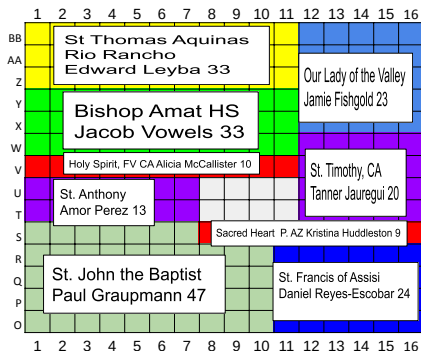 1 2 3 4 5 6 7 8 9 10 11 12 13 14 15 16
BB
AA
Z
Y
X
W
V
U
T
S
R
Q
P
O
St Thomas Aquinas
Rio Rancho
Edward Leyba 33
Our Lady of the Valley
Jamie Fishgold 23
Bishop Amat HS
Jacob Vowels 33
Holy Spirit, FV CA Alicia McCallister 10
St. Timothy, CA
Tanner Jauregui 20
St. Anthony
Amor Perez 13
Sacred Heart P. AZ Kristina Huddleston 9
St. John the Baptist
Paul Graupmann 47
St. Francis of Assisi
Daniel Reyes-Escobar 24
1 2 3 4 5 6 7 8 9 10 11 12 13 14 15 16